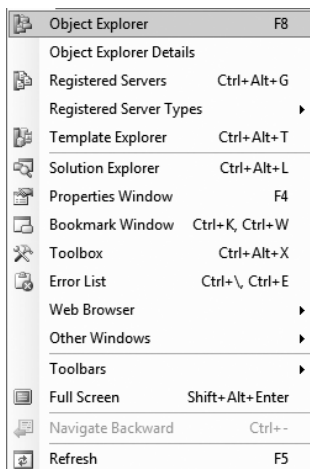 Object Explorer F8
Object Explorer Details
Registered Servers Ctrl+Alt+G
Registered Server Types
Template Explorer Ctrl+Alt+T
Solution Explorer Ctrl+Alt+L
Properties Window F4
Bookmark Window Ctrl+K, Ctrl+W
Toolbox Ctrl+Alt+X
Error List Ctrl+\, Ctrl+E
Web Browser
Other Windows
Toolbars
Full Screen Shift+Alt+Enter
Navigate Backward Ctrl+-
Refresh F5